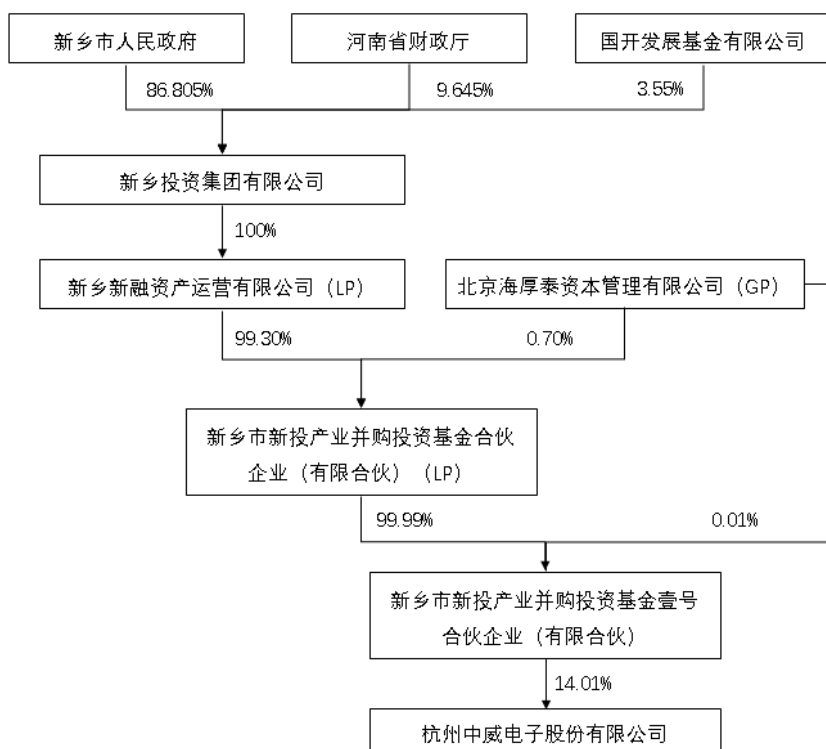 新乡市人民政府
河南省财政厅
国开发展基金有限公司
86.805%
9.645%
3.55%
新乡投资集团有限公司
100%
新乡新融资产运营有限公司（LP）
北京海厚泰资本管理有限公司（GP）
99.30%
0.70%
新乡市新投产业并购投资基金合伙
企业（有限合伙）（LP）
99.99%
0.01%
新乡市新投产业并购投资基金壹号
合伙企业（有限合伙）
14.01%
杭州中威电子股份有限公司